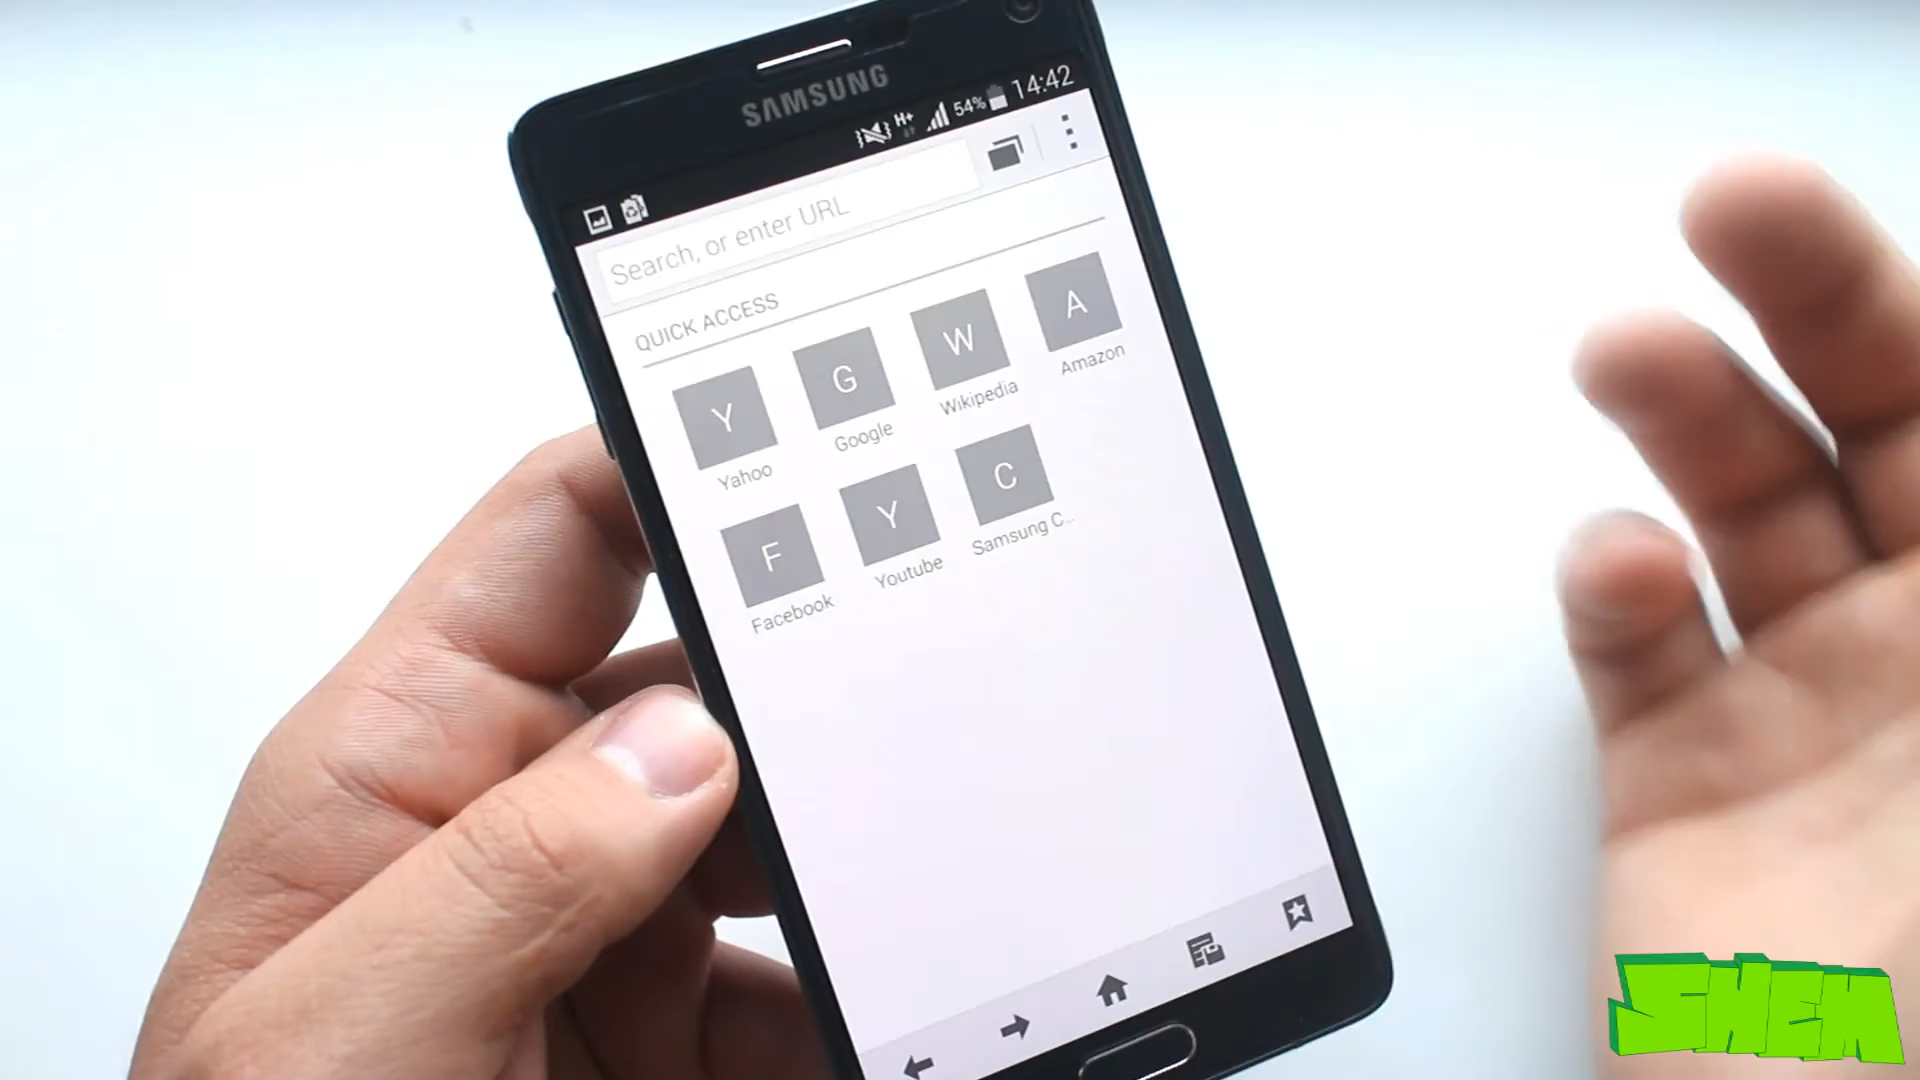 SAMSUNG
H+ 54% 14:42
Search, or enter URL
QUICK ACCESS
Y G W A
Yahoo Google Wikipedia Amazon
F Y C
Facebook Youtube Samsung C...
SHEM